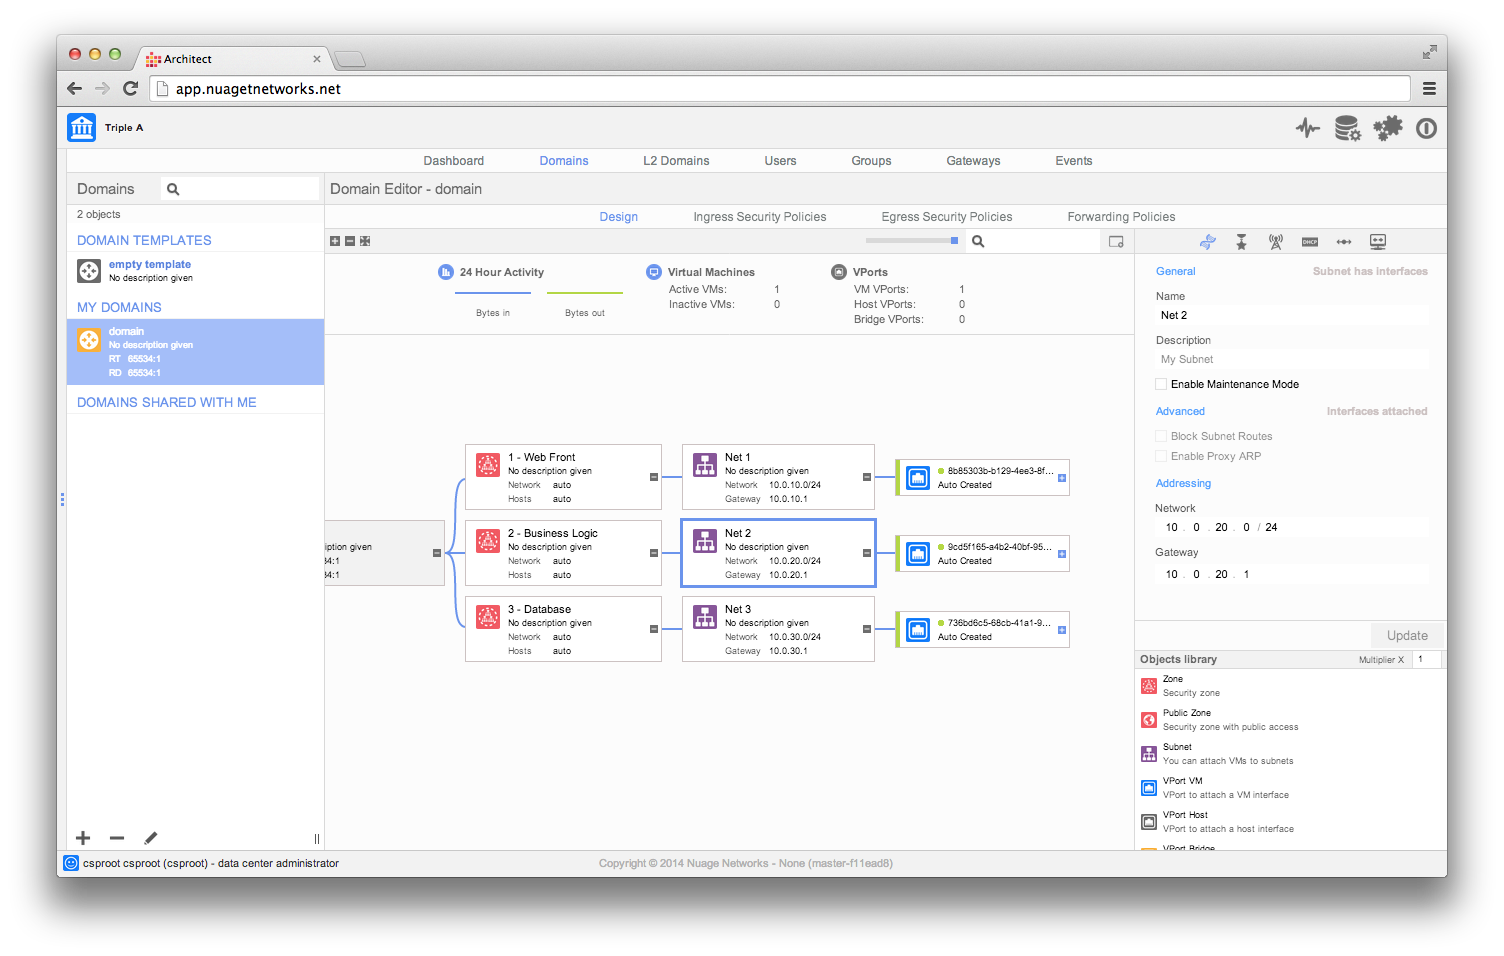 Architect
app.nuagetnetworks.net
Triple A
Dashboard Domains L2 Domains Users Groups Gateways Events
Domains
2 objects
DOMAIN TEMPLATES
empty template
No description given
MY DOMAINS
domain
No description given
RT 65534:1
RD 65534:1
DOMAINS SHARED WITH ME
Domain Editor - domain
Design Ingress Security Policies Egress Security Policies Forwarding Policies
24 Hour Activity
Bytes in Bytes out
Virtual Machines
Active VMs: 1
Inactive VMs: 0
VPorts
VM VPorts: 1
Host VPorts: 0
Bridge VPorts: 0
iption given
34:1
34:1
1 - Web Front
No description given
Network auto
Hosts auto
Net 1
No description given
Network 10.0.10.0/24
Gateway 10.0.10.1
8b85303b-b129-4ee3-8f...
Auto Created
2 - Business Logic
No description given
Network auto
Hosts auto
Net 2
No description given
Network 10.0.20.0/24
Gateway 10.0.20.1
9cd5f165-a4b2-40bf-95...
Auto Created
3 - Database
No description given
Network auto
Hosts auto
Net 3
No description given
Network 10.0.30.0/24
Gateway 10.0.30.1
736bd6c5-68cb-41a1-9...
Auto Created
DHCP
General Subnet has interfaces
Name
Net 2
Description
My Subnet
Enable Maintenance Mode
Advanced Interfaces attached
Block Subnet Routes
Enable Proxy ARP
Addressing
Network
10 . 0 . 20 . 0 / 24
Gateway
10 . 0 . 20 . 1
Update
Objects library Multiplier X 1
Zone
Security zone
Public Zone
Security zone with public access
Subnet
You can attach VMs to subnets
VPort VM
VPort to attach a VM interface
VPort Host
VPort to attach a host interface
VPort Bridge
csproot csproot (csproot) - data center administrator
Copyright © 2014 Nuage Networks - None (master-f11ead8)